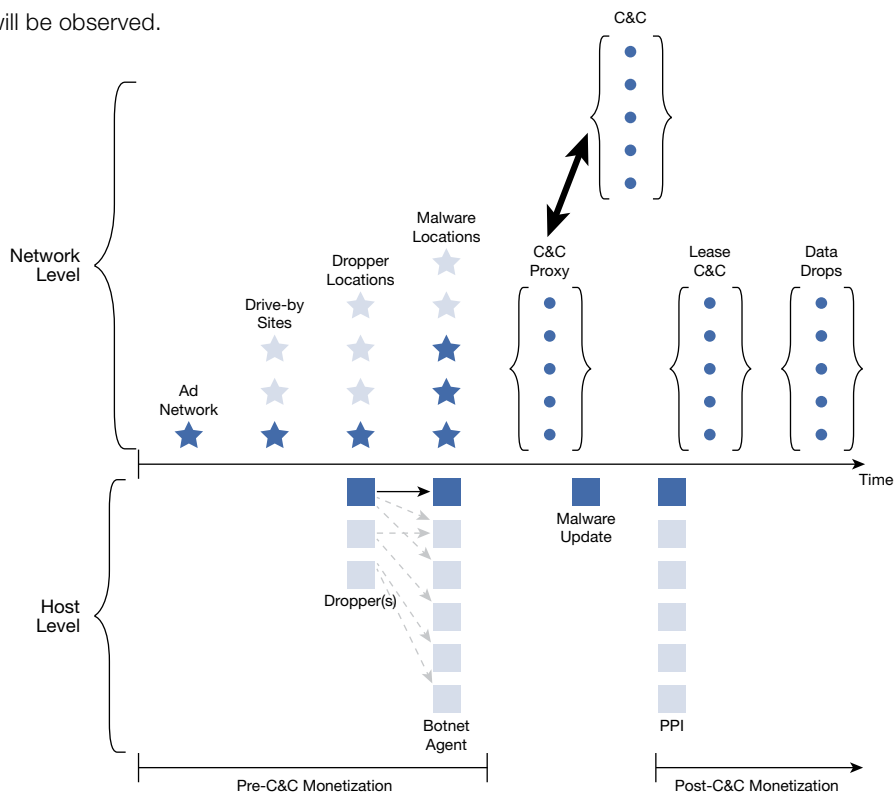 will be observed.
C&C
Network
Level
Malware
Locations
Dropper
Locations
Drive-by
Sites
Ad
Network
C&C
Proxy
Lease
C&C
Data
Drops
Time
Host
Level
Dropper(s)
Botnet
Agent
Malware
Update
PPI
Pre-C&C Monetization
Post-C&C Monetization